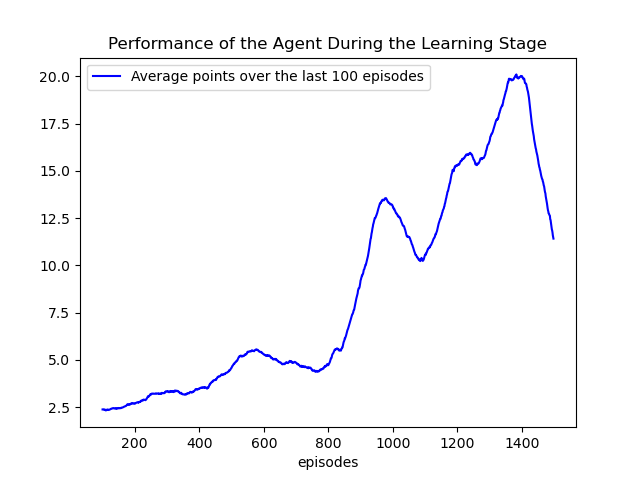 Performance of the Agent During the Learning Stage
Average points over the last 100 episodes
20.0
17.5
15.0
12.5
10.0
7.5
5.0
2.5
200 400 600 800 1000 1200 1400
episodes